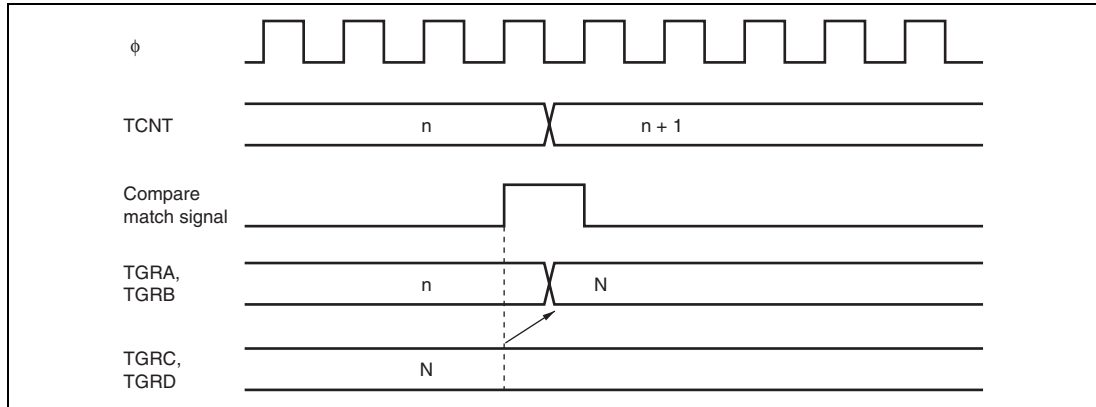 ϕ
TCNT
n
n + 1
Compare
match signal
TGRA,
TGRB
n
N
TGRC,
TGRD
N